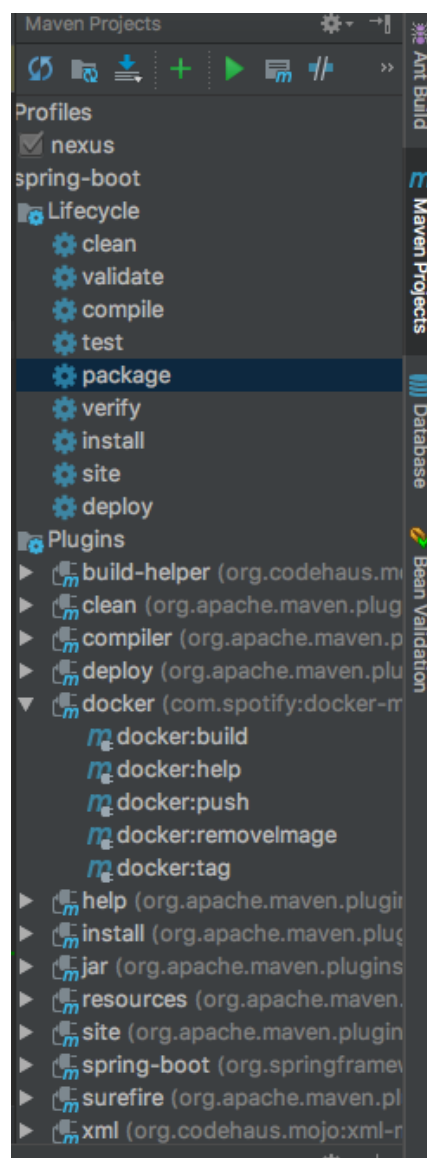 Maven Projects
»
Profiles
nexus
spring-boot
Lifecycle
clean
validate
compile
test
package
verify
install
site
deploy
Plugins
build-helper (org.codehaus.m
clean (org.apache.maven.plug
compiler (org.apache.maven.p
deploy (org.apache.maven.plu
docker (com.spotify:docker-m
docker:build
docker:help
docker:push
docker:removeImage
docker:tag
help (org.apache.maven.plugin
install (org.apache.maven.plug
jar (org.apache.maven.plugins
resources (org.apache.maven.
site (org.apache.maven.plugin
spring-boot (org.springframew
surefire (org.apache.maven.pl
xml (org.codehaus.mojo:xml-m
Ant Build
Maven Projects
Database
Bean Validation